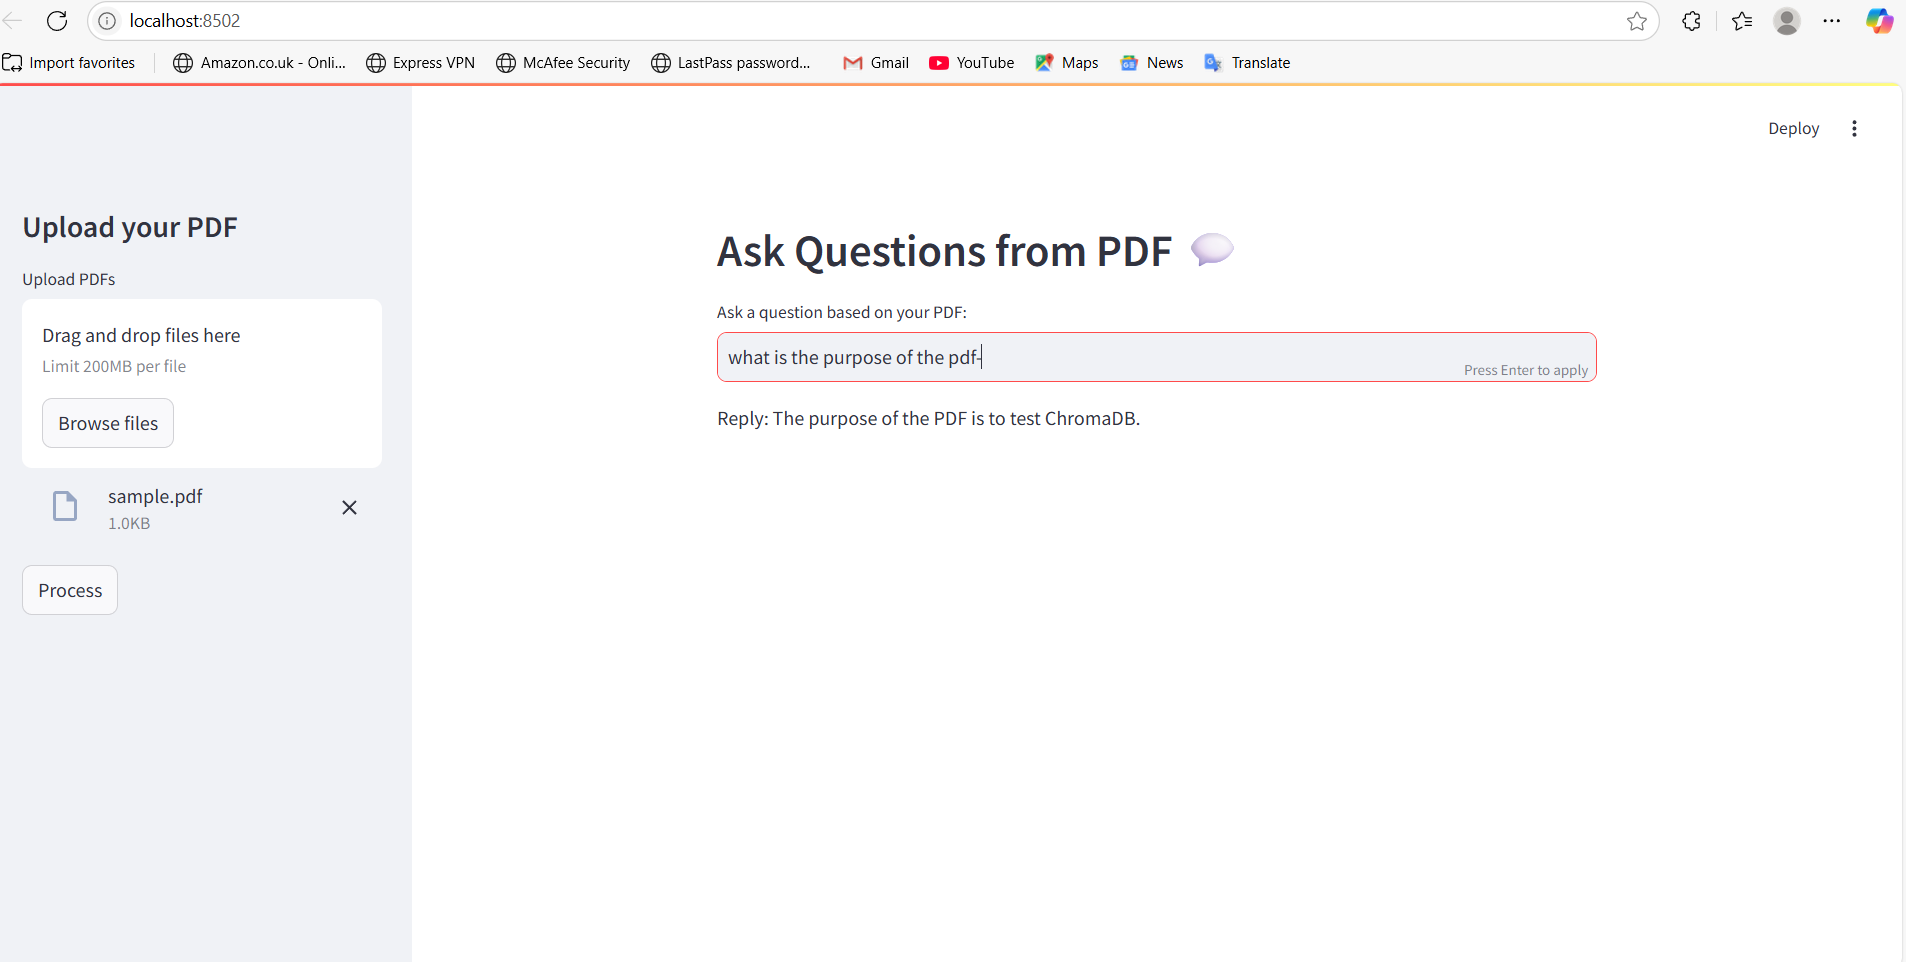 localhost:8502
Import favorites
Amazon.co.uk - Onli...
Express VPN
McAfee Security
LastPass password...
Gmail
YouTube
Maps
News
Translate
Deploy
Upload your PDF
Upload PDFs
Drag and drop files here
Limit 200MB per file
Browse files
sample.pdf
1.0KB
Process
Ask Questions from PDF
Ask a question based on your PDF:
what is the purpose of the pdf-
Press Enter to apply
Reply: The purpose of the PDF is to test ChromaDB.